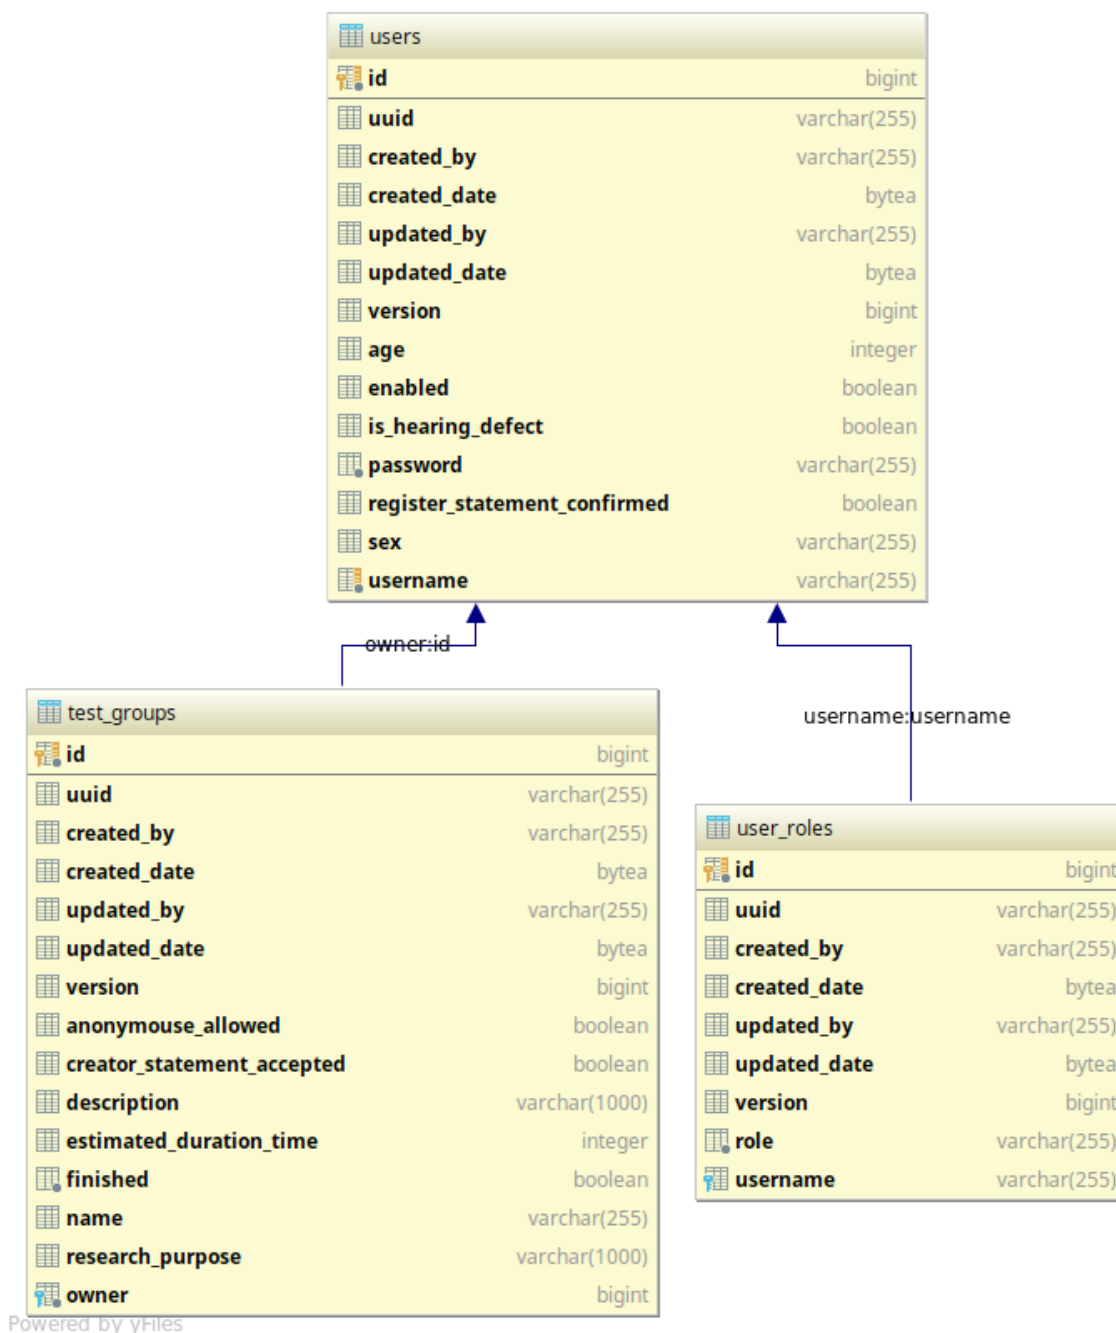 users
id bigint
uuid varchar(255)
created_by varchar(255)
created_date bytea
updated_by varchar(255)
updated_date bytea
version bigint
age integer
enabled boolean
is_hearing_defect boolean
password varchar(255)
register_statement_confirmed boolean
sex varchar(255)
username varchar(255)
owner:id
username:username
test_groups
id bigint
uuid varchar(255)
created_by varchar(255)
created_date bytea
updated_by varchar(255)
updated_date bytea
version bigint
anonymouse_allowed boolean
creator_statement_accepted boolean
description varchar(1000)
estimated_duration_time integer
finished boolean
name varchar(255)
research_purpose varchar(1000)
owner bigint
user_roles
id bigint
uuid varchar(255)
created_by varchar(255)
created_date bytea
updated_by varchar(255)
updated_date bytea
version bigint
role varchar(255)
username varchar(255)
Powered by yFiles